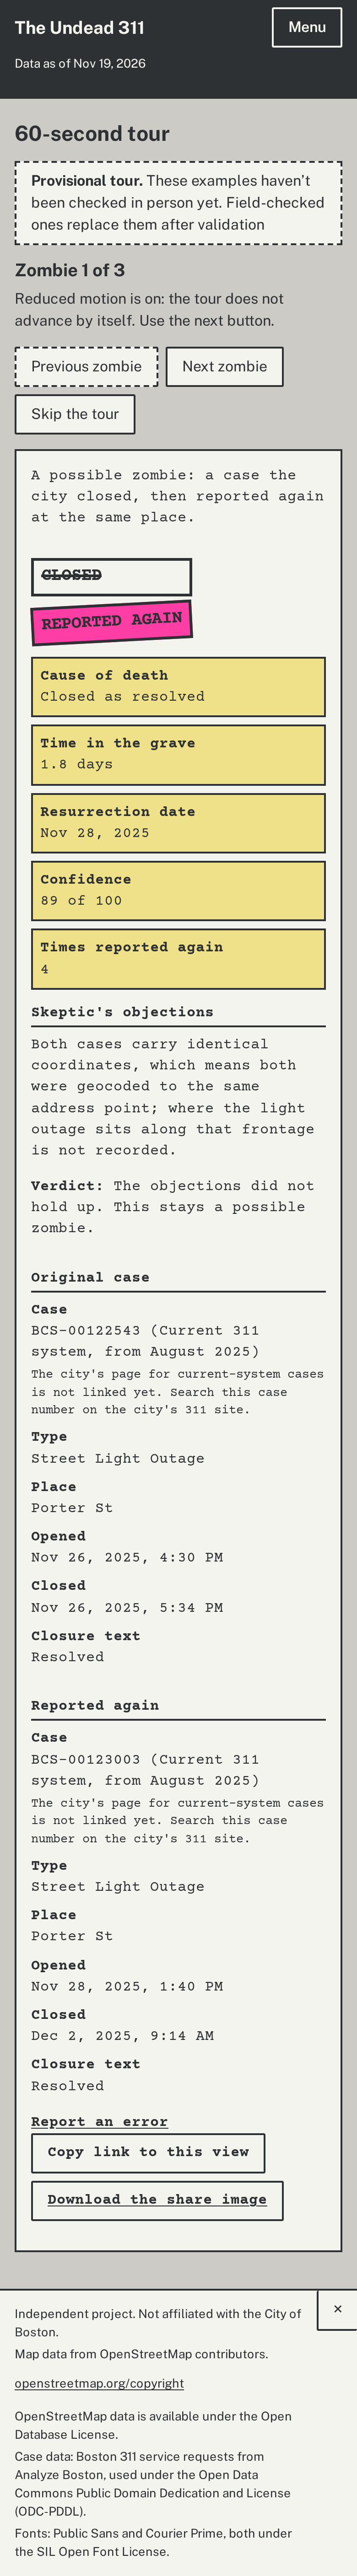 The Undead 311
Menu
Data as of Nov 19, 2026
60-second tour
Provisional tour. These examples haven’t
been checked in person yet. Field-checked
ones replace them after validation
Zombie 1 of 3
Reduced motion is on: the tour does not
advance by itself. Use the next button.
Previous zombie
Next zombie
Skip the tour
A possible zombie: a case the
city closed, then reported again
at the same place.
CLOSED
REPORTED AGAIN
Cause of death
Closed as resolved
Time in the grave
1.8 days
Resurrection date
Nov 28, 2025
Confidence
89 of 100
Times reported again
4
Skeptic's objections
Both cases carry identical
coordinates, which means both
were geocoded to the same
address point; where the light
outage sits along that frontage
is not recorded.
Verdict: The objections did not
hold up. This stays a possible
zombie.
Original case
Case
BCS-00122543 (Current 311
system, from August 2025)
The city's page for current-system cases
is not linked yet. Search this case
number on the city's 311 site.
Type
Street Light Outage
Place
Porter St
Opened
Nov 26, 2025, 4:30 PM
Closed
Nov 26, 2025, 5:34 PM
Closure text
Resolved
Reported again
Case
BCS-00123003 (Current 311
system, from August 2025)
The city's page for current-system cases
is not linked yet. Search this case
number on the city's 311 site.
Type
Street Light Outage
Place
Porter St
Opened
Nov 28, 2025, 1:40 PM
Closed
Dec 2, 2025, 9:14 AM
Closure text
Resolved
Report an error
Copy link to this view
Download the share image
Independent project. Not affiliated with the City of
Boston.
×
Map data from OpenStreetMap contributors.
openstreetmap.org/copyright
OpenStreetMap data is available under the Open
Database License.
Case data: Boston 311 service requests from
Analyze Boston, used under the Open Data
Commons Public Domain Dedication and License
(ODC-PDDL).
Fonts: Public Sans and Courier Prime, both under
the SIL Open Font License.